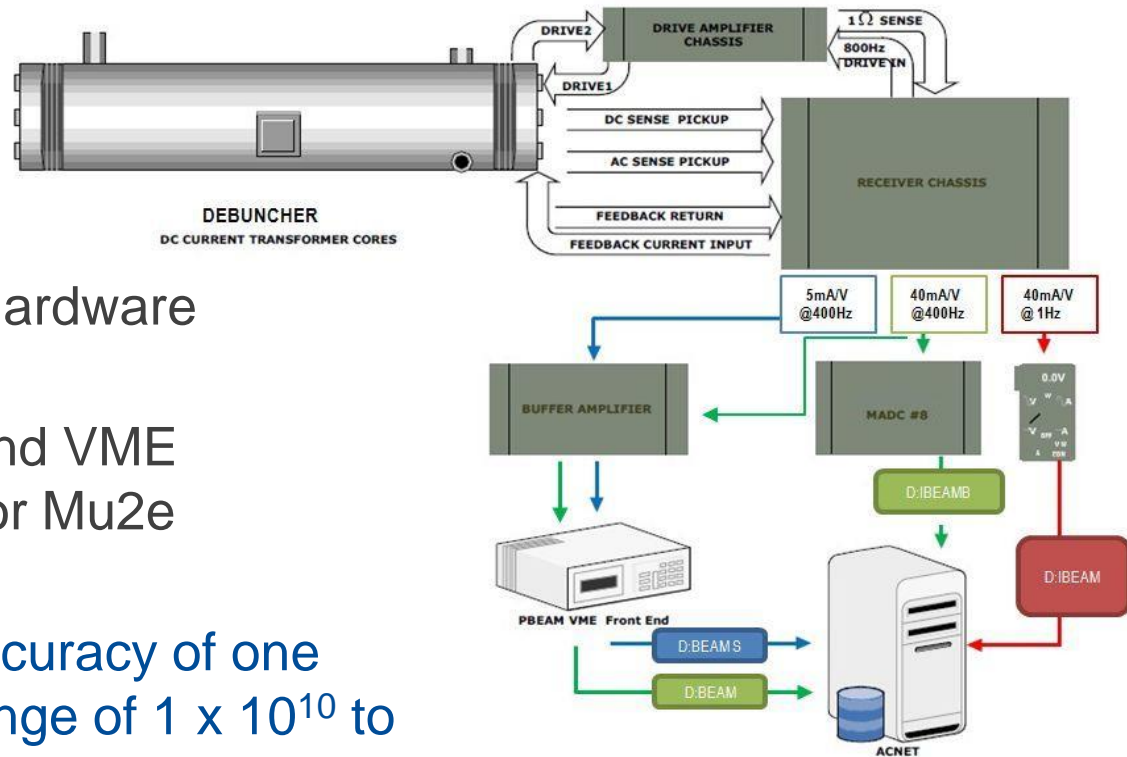 DRIVE2
DRIVE AMPLIFIER
CHASSIS
1Ω SENSE
800Hz
DRIVE IN
DRIVE1
DC SENSE PICKUP
AC SENSE PICKUP
RECEIVER CHASSIS
FEEDBACK RETURN
FEEDBACK CURRENT INPUT
DEBUNCHER
DC CURRENT TRANSFORMER CORES
ardware
nd VME
or Mu2e
curacy of one
nge of 1 x 10¹⁰ to
5mA/V
@400Hz
40mA/V
@400Hz
40mA/V
@ 1Hz
BUFFER AMPLIFIER
MADC #8
0.0V
V W A
V OFF A
D:IBEAMB
D:IBEAM
PBEAM VME Front End
D:BEAMS
D:BEAM
ACNET